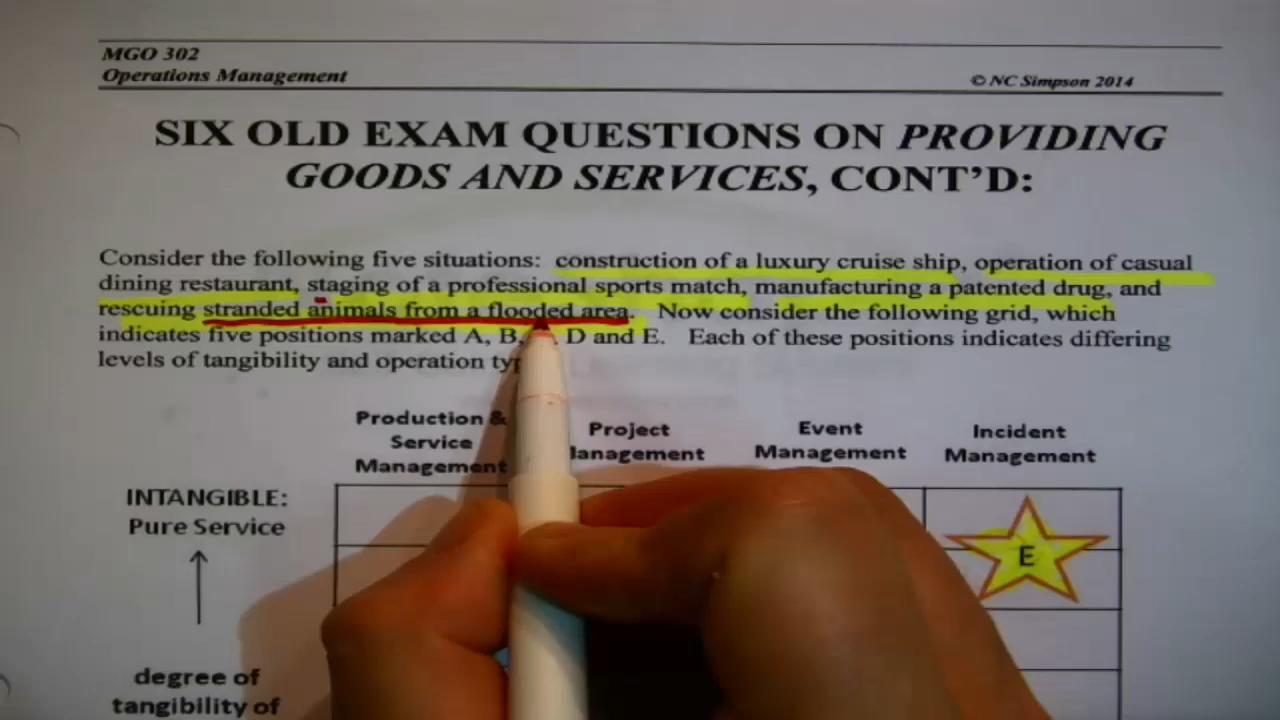 MGO 302
Operations Management
© NC Simpson 2014
SIX OLD EXAM QUESTIONS ON PROVIDING
GOODS AND SERVICES, CONT'D:
Consider the following five situations: construction of a luxury cruise ship, operation of casual
dining restaurant, staging of a professional sports match, manufacturing a patented drug, and
rescuing stranded animals from a flooded area. Now consider the following grid, which
indicates five positions marked A, B, D and E. Each of these positions indicates differing
levels of tangibility and operation
Production &
Service
Management
Project
Management
Event
Management
Incident
Management
INTANGIBLE:
Pure Service
E
degree of
tangibility of